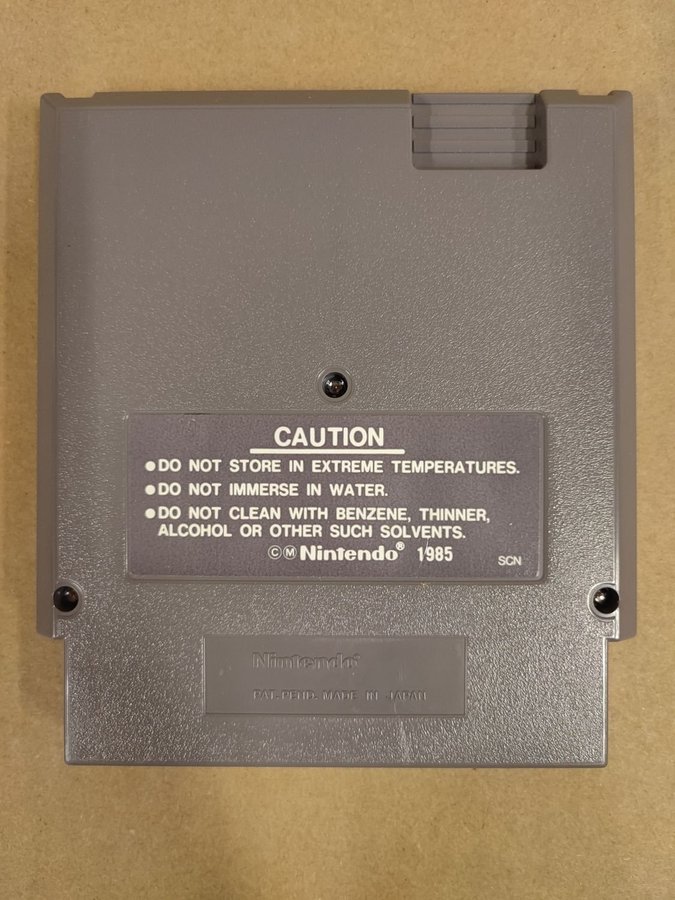 CAUTION
●DO NOT STORE IN EXTREME TEMPERATURES.
●DO NOT IMMERSE IN WATER.
●DO NOT CLEAN WITH BENZENE, THINNER,
ALCOHOL OR OTHER SUCH SOLVENTS.
©Ⓜ Nintendo® 1985
SCN
Nintendo®
PAT. PEND. MADE IN JAPAN